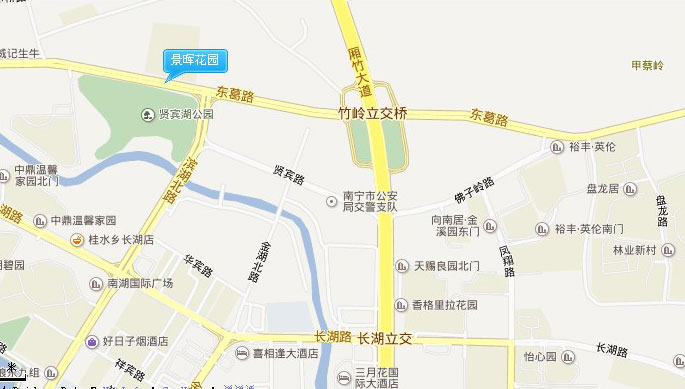 威记生牛
景晖花园
厢竹大道
甲蔡岭
东葛路
竹岭立交桥
东葛路
贤宾湖公园
裕丰·英伦
中鼎温馨
家园北门
滨湖北路
贤宾路
佛子岭路
盘龙居
盘龙路
南宁市公安
局交警支队
湖路
中鼎温馨家园
向南居·金
溪园东门
裕丰·英伦南门
桂水乡长湖店
金湖北路
凤翔路
林业新村
华宾路
天赐良园北门
碧园
南湖国际广场
香格里拉花园
长湖路
长湖立交
好日子烟酒店
喜相逢大酒店
怡心园
长湖路
祥宾路
三月花国
际大酒店
九组